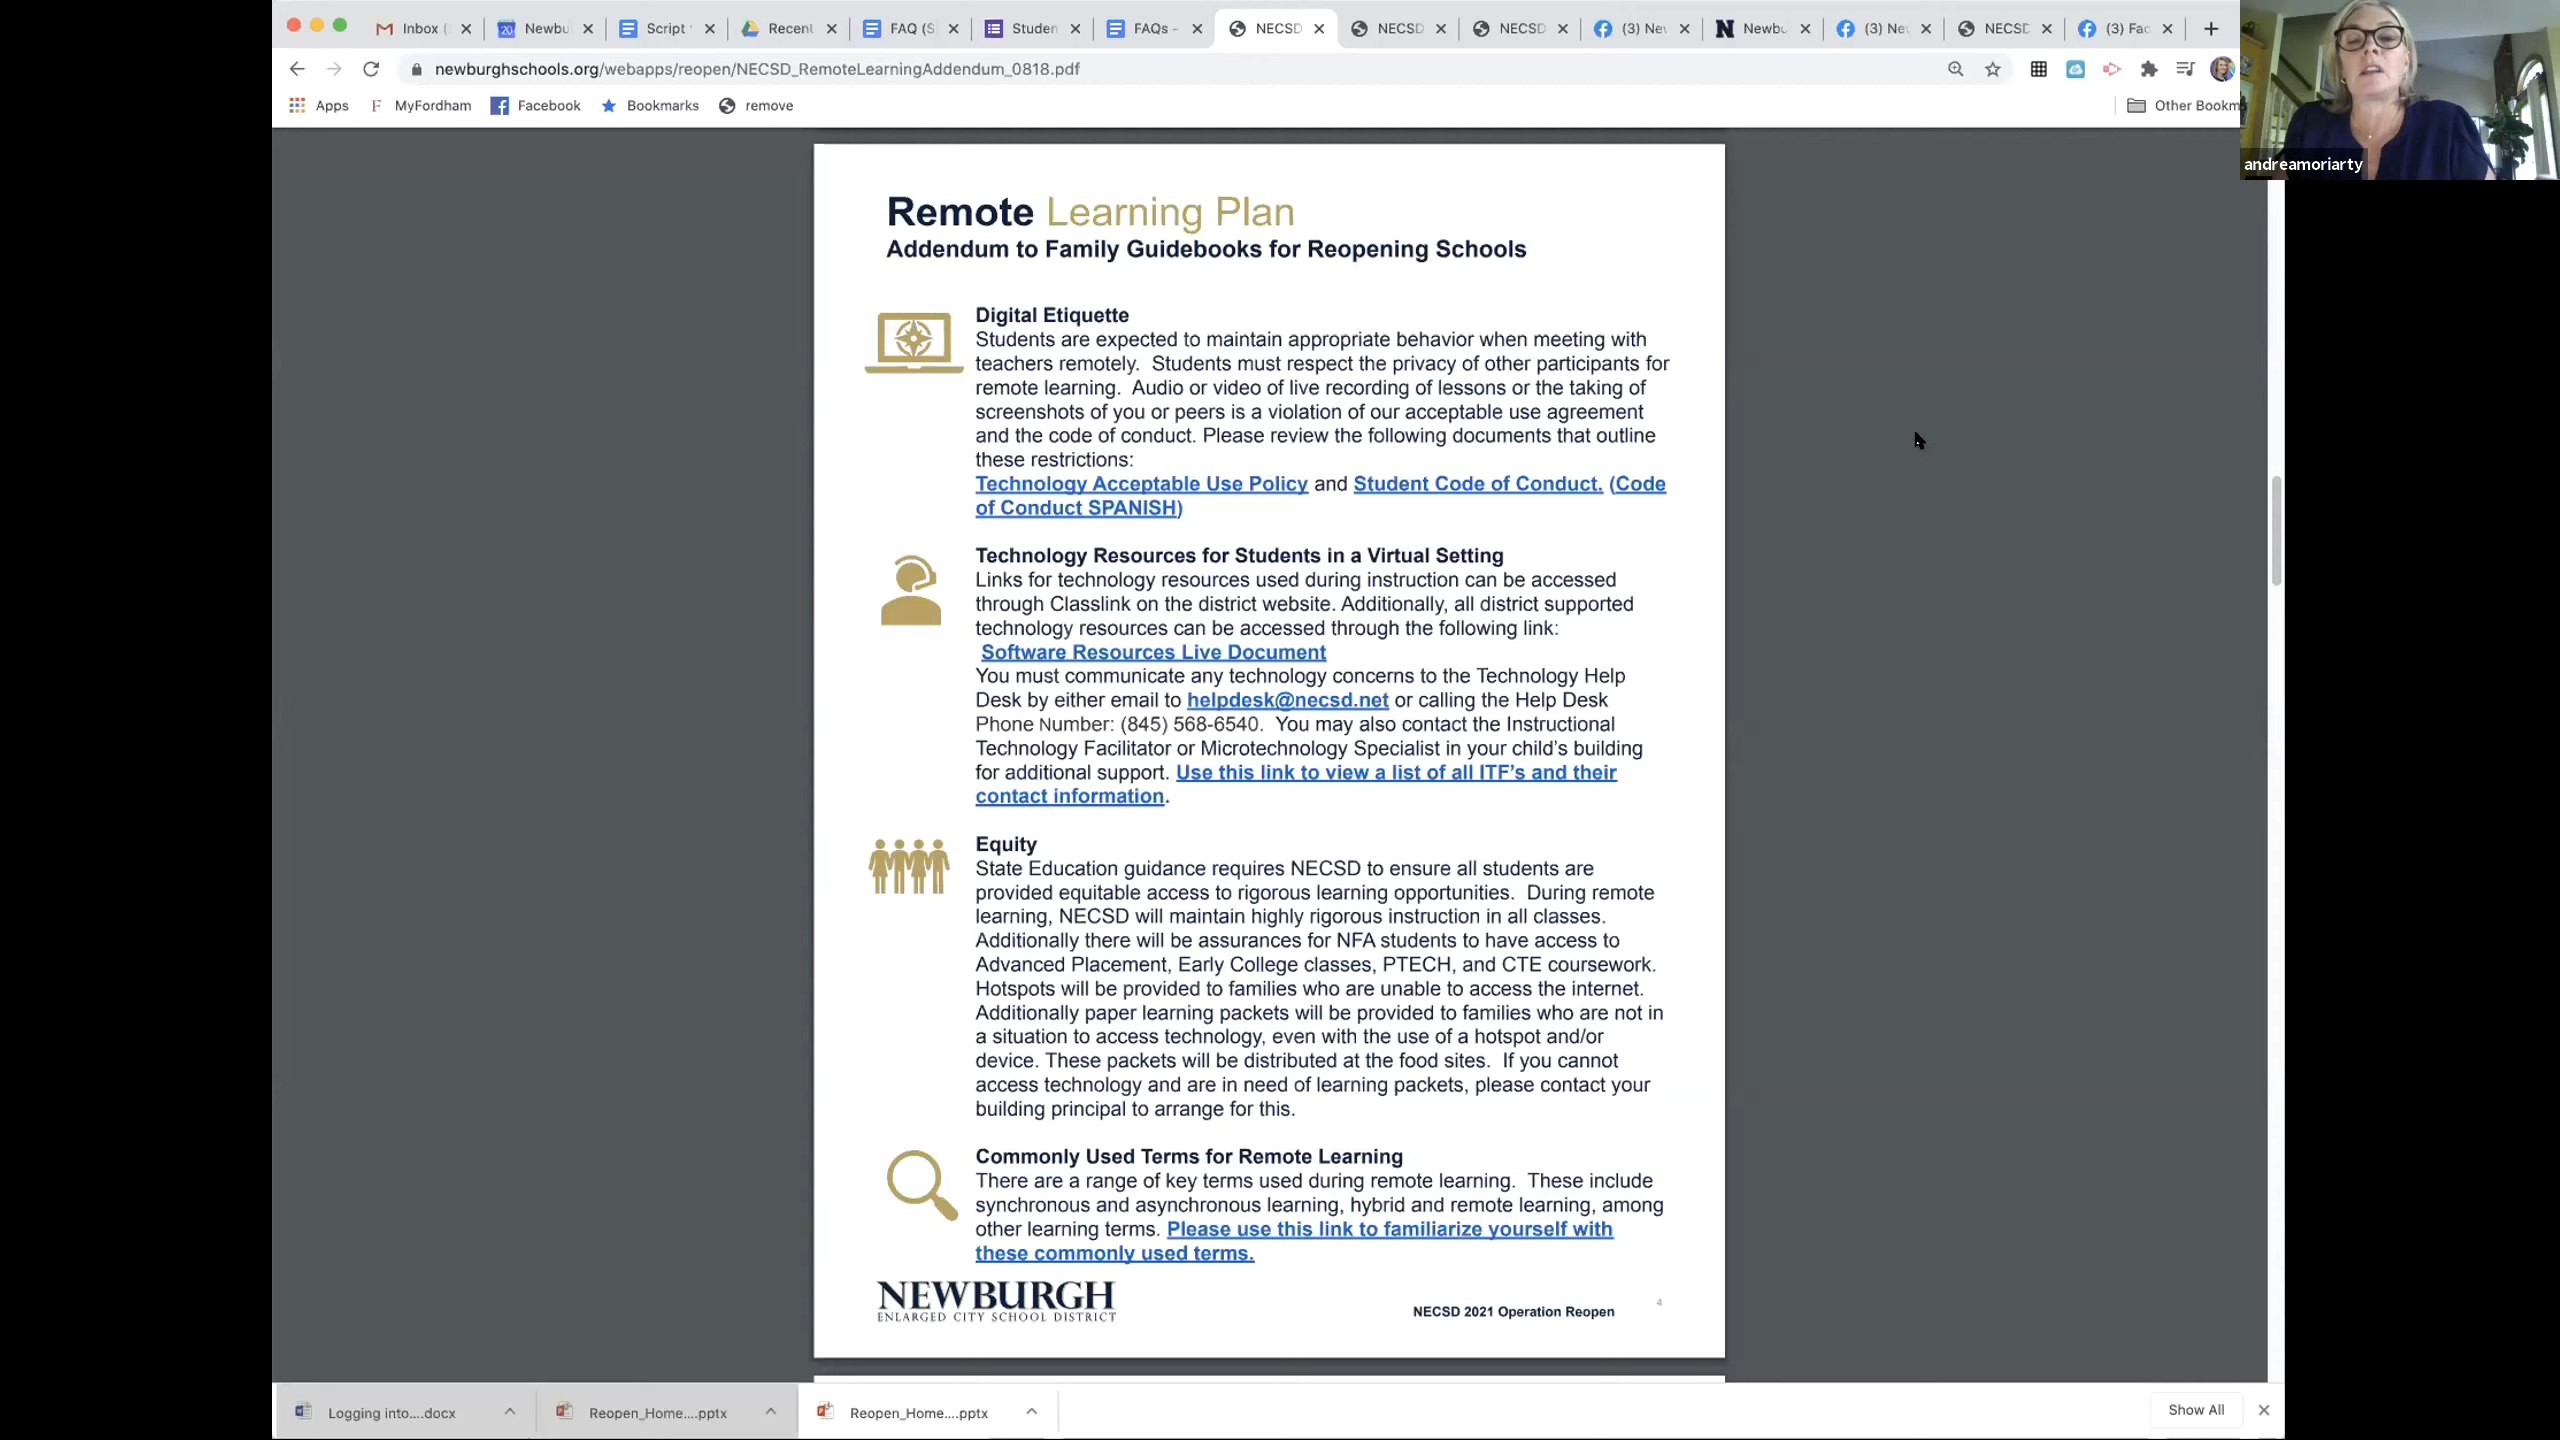 Inbox (
Newbu
Script
Recent
FAQ (S
Studen
FAQs -
NECSD
NECSD
NECSD
(3) Nev
Newbu
(3) Nev
NECSD
(3) Fac
newburghschools.org/webapps/reopen/NECSD_RemoteLearningAddendum_0818.pdf
Apps
MyFordham
Facebook
Bookmarks
remove
Other Bookm
andreamoriarty
Remote Learning Plan
Addendum to Family Guidebooks for Reopening Schools
Digital Etiquette
Students are expected to maintain appropriate behavior when meeting with
teachers remotely. Students must respect the privacy of other participants for
remote learning. Audio or video of live recording of lessons or the taking of
screenshots of you or peers is a violation of our acceptable use agreement
and the code of conduct. Please review the following documents that outline
these restrictions:
Technology Acceptable Use Policy and Student Code of Conduct. (Code
of Conduct SPANISH)
Technology Resources for Students in a Virtual Setting
Links for technology resources used during instruction can be accessed
through Classlink on the district website. Additionally, all district supported
technology resources can be accessed through the following link:
Software Resources Live Document
You must communicate any technology concerns to the Technology Help
Desk by either email to helpdesk@necsd.net or calling the Help Desk
Phone Number: (845) 568-6540. You may also contact the Instructional
Technology Facilitator or Microtechnology Specialist in your child's building
for additional support. Use this link to view a list of all ITF's and their
contact information.
Equity
State Education guidance requires NECSD to ensure all students are
provided equitable access to rigorous learning opportunities. During remote
learning, NECSD will maintain highly rigorous instruction in all classes.
Additionally there will be assurances for NFA students to have access to
Advanced Placement, Early College classes, PTECH, and CTE coursework.
Hotspots will be provided to families who are unable to access the internet.
Additionally paper learning packets will be provided to families who are not in
a situation to access technology, even with the use of a hotspot and/or
device. These packets will be distributed at the food sites. If you cannot
access technology and are in need of learning packets, please contact your
building principal to arrange for this.
Commonly Used Terms for Remote Learning
There are a range of key terms used during remote learning. These include
synchronous and asynchronous learning, hybrid and remote learning, among
other learning terms. Please use this link to familiarize yourself with
these commonly used terms.
NEWBURGH
ENLARGED CITY SCHOOL DISTRICT
NECSD 2021 Operation Reopen
4
Logging into....docx
Reopen_Home....pptx
Reopen_Home....pptx
Show All